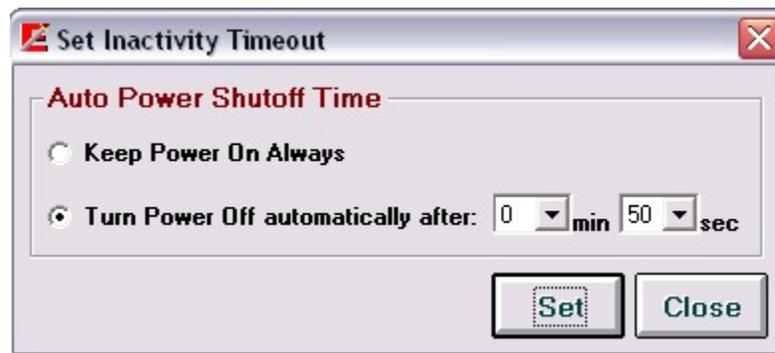 Set Inactivity Timeout
Auto Power Shutoff Time
Keep Power On Always
Turn Power Off automatically after: 0 min 50 sec
Set Close